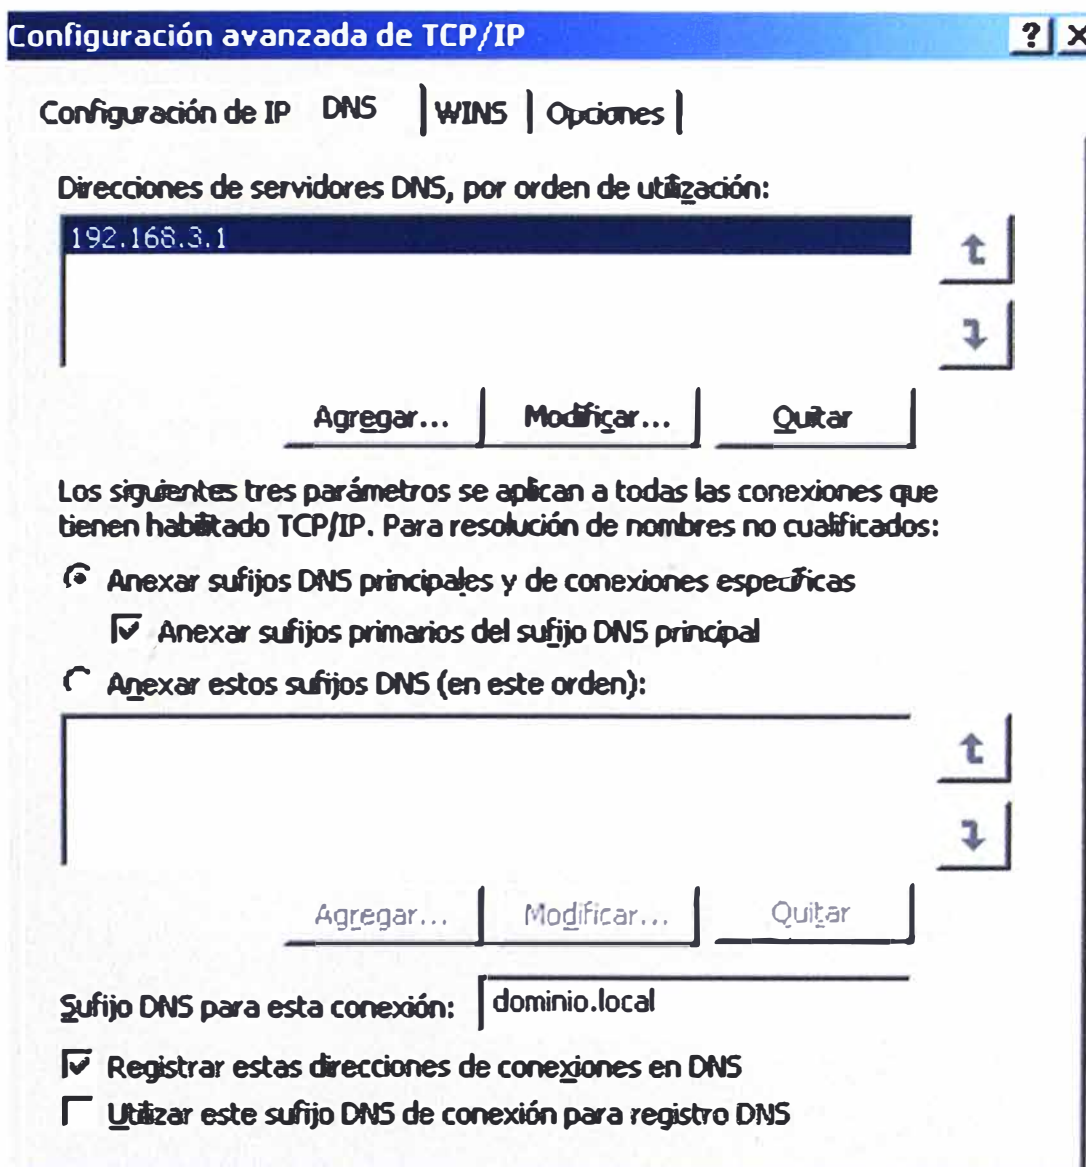 Configuración avanzada de TCP/IP ? X
Configuración de IP DNS WINS Opciones
Direcciones de servidores DNS, por orden de utilización:
192.168.3.1
Agregar... Modificar... Quitar
Los siguientes tres parámetros se aplican a todas las conexiones que
tienen habilitado TCP/IP. Para resolución de nombres no cualificados:
Anexar sufijos DNS principales y de conexiones específicas
Anexar sufijos primarios del sufijo DNS principal
Anexar estos sufijos DNS (en este orden):
Agregar... Modificar... Quitar
Sufijo DNS para esta conexión: dominio.local
Registrar estas direcciones de conexiones en DNS
Utilizar este sufijo DNS de conexión para registro DNS